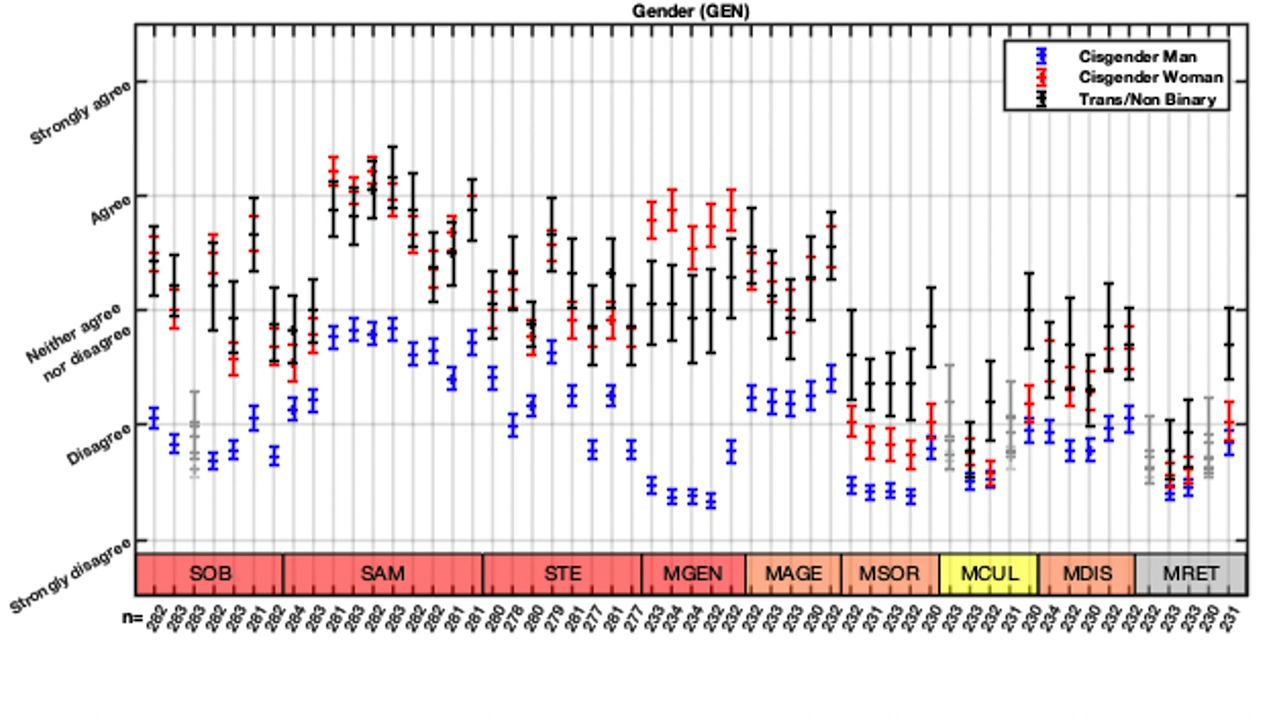 Gender (GEN)
Cisgender Man
Cisgender Woman
Trans/Non Binary
Strongly agree
Agree
Neither agree
nor disagree
Disagree
Strongly disagree
SOB SAM STE MGEN MAGE MSOR MCUL MDIS MRET
n= 282 283 283 282 283 281 282 284 283 281 283 282 283 282 281 281 280 278 280 279 281 277 281 277 233 234 234 232 232 232 233 233 230 232 232 231 233 232 230 233 233 232 231 230 234 232 230 232 232 232 233 233 230 231